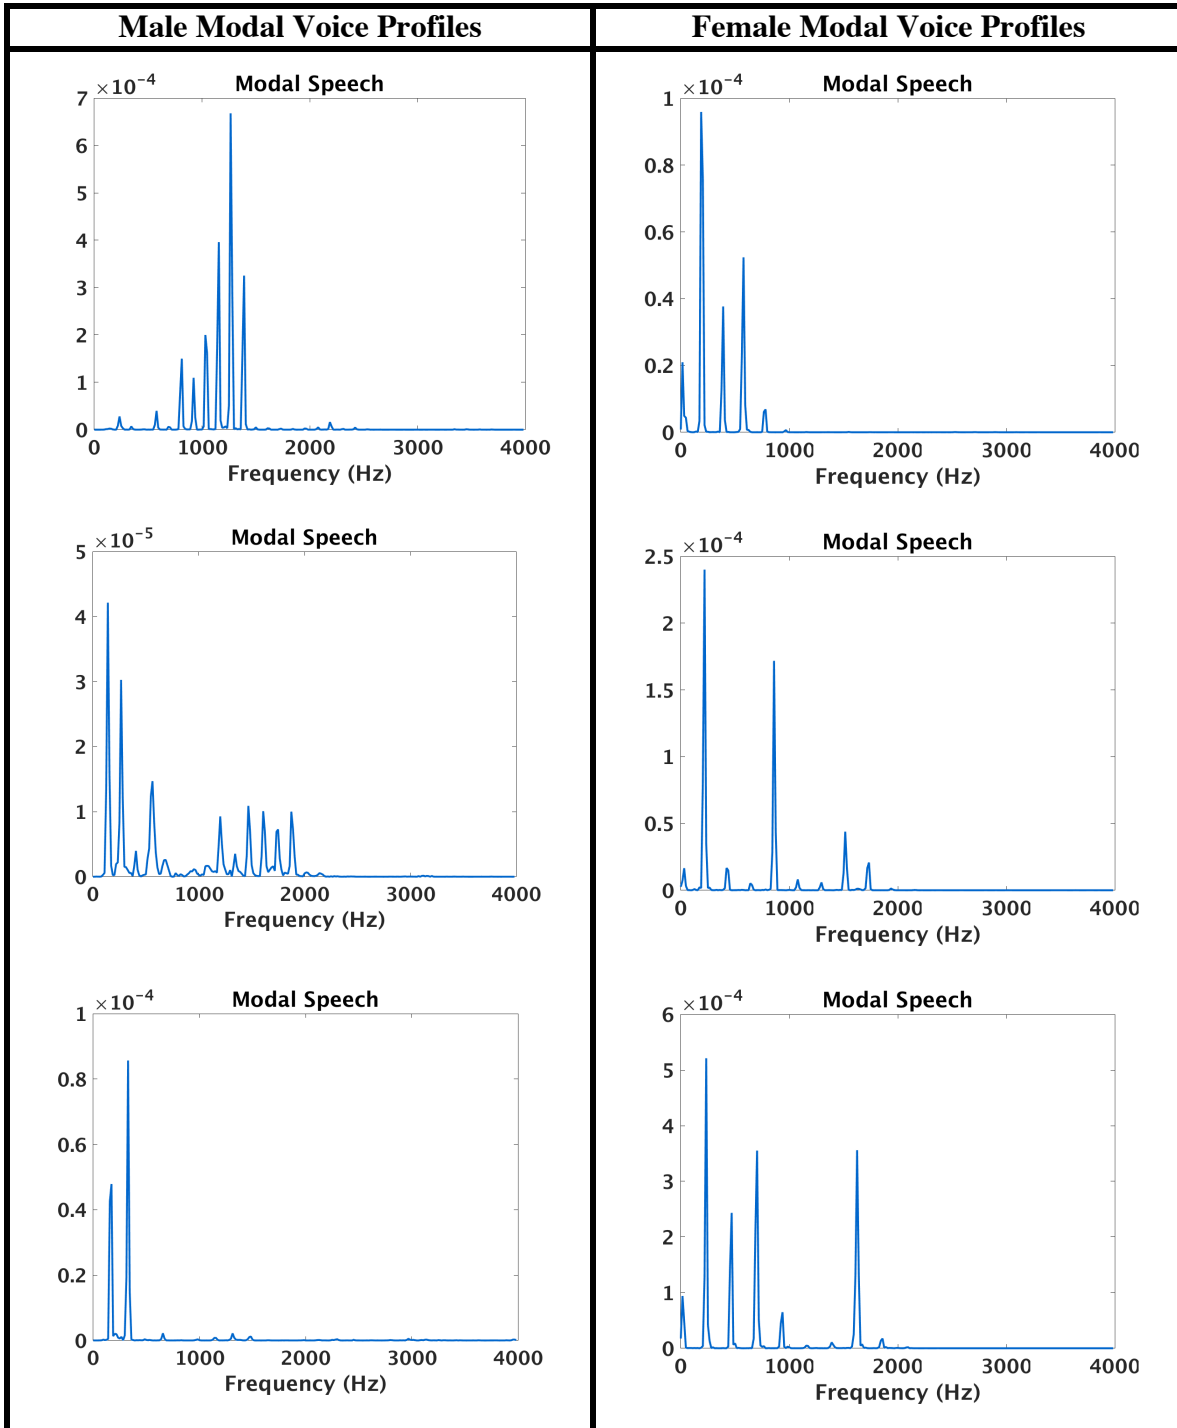 Male Modal Voice Profiles
Female Modal Voice Profiles
Modal Speech
×10⁻⁴
7
6
5
4
3
2
1
0
0 1000 2000 3000 4000
Frequency (Hz)
Modal Speech
×10⁻⁴
1
0.8
0.6
0.4
0.2
0
0 1000 2000 3000 4000
Frequency (Hz)
Modal Speech
×10⁻⁵
5
4
3
2
1
0
0 1000 2000 3000 4000
Frequency (Hz)
Modal Speech
×10⁻⁴
2.5
2
1.5
1
0.5
0
0 1000 2000 3000 4000
Frequency (Hz)
Modal Speech
×10⁻⁴
1
0.8
0.6
0.4
0.2
0
0 1000 2000 3000 4000
Frequency (Hz)
Modal Speech
×10⁻⁴
6
5
4
3
2
1
0
0 1000 2000 3000 4000
Frequency (Hz)